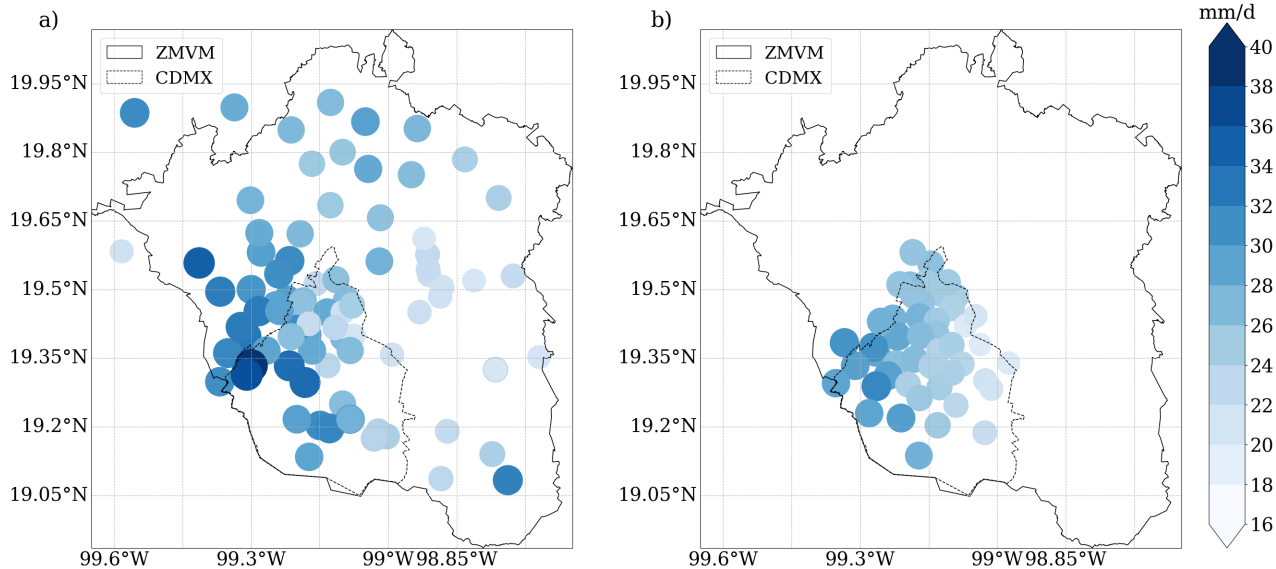 a)
ZMVM
CDMX
19.95°N
19.8°N
19.65°N
19.5°N
19.35°N
19.2°N
19.05°N
99.6°W
99.3°W
99°W
98.85°W
b)
ZMVM
CDMX
19.95°N
19.8°N
19.65°N
19.5°N
19.35°N
19.2°N
19.05°N
99.6°W
99.3°W
99°W
98.85°W
mm/d
40
38
36
34
32
30
28
26
24
22
20
18
16